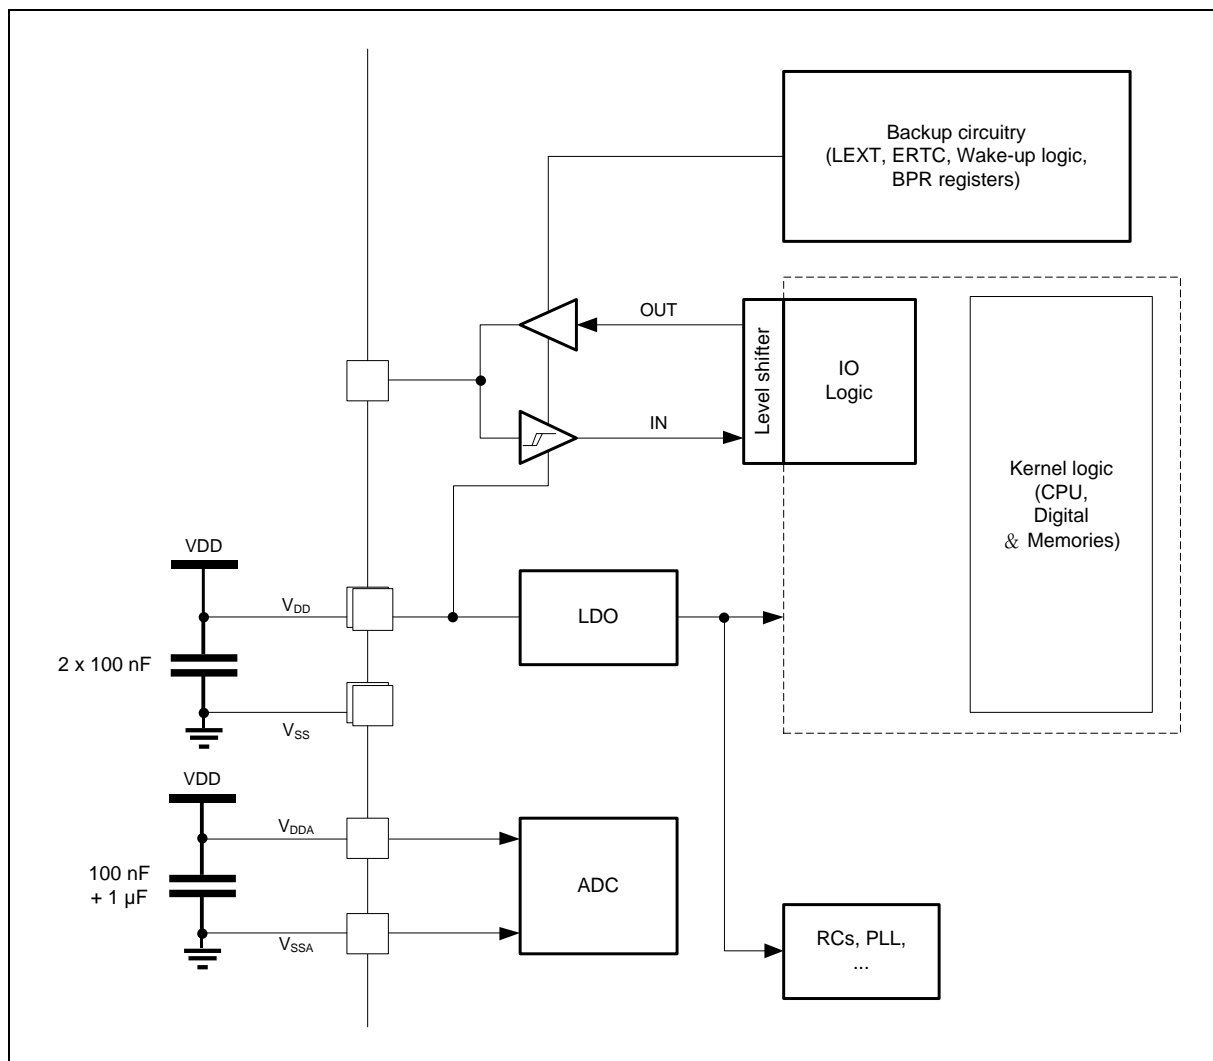 Backup circuitry
(LEXT, ERTC, Wake-up logic,
BPR registers)
OUT
Level shifter
IO
Logic
IN
Kernel logic
(CPU,
Digital
& Memories)
VDD
VDD
LDO
2 x 100 nF
VSS
VDD
VDDA
100 nF
+ 1 µF
ADC
VSSA
RCs, PLL,
...